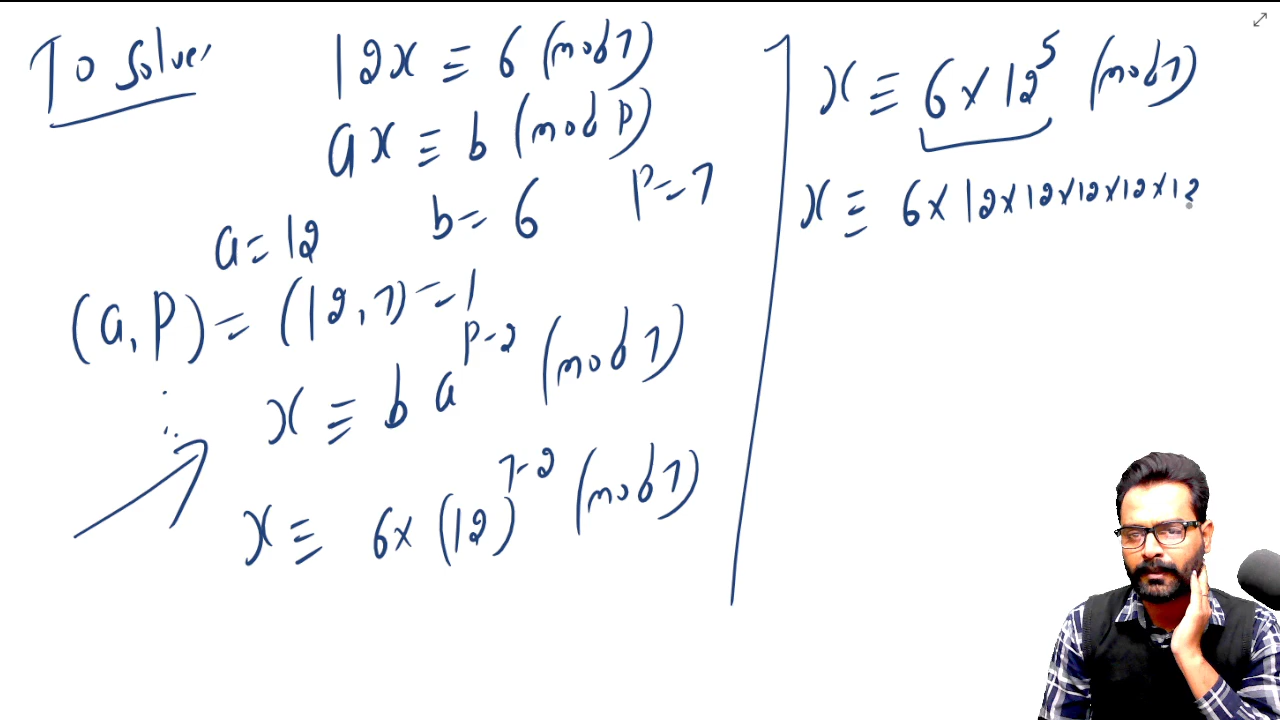 To solve,
12x ≡ 6 (mod 7)
ax ≡ b (mod p)
a = 12 b = 6 p = 7
(a, p) = (12, 7) = 1
∴ x ≡ b a^{p-2} (mod 7)
x ≡ 6 × (12)^{7-2} (mod 7)
x ≡ 6 × 12^5 (mod 7)
x ≡ 6 × 12 × 12 × 12 × 12 × 12